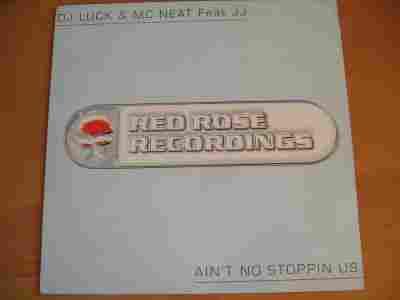 DJ LUCK & MC NEAT Feat JJ
RED ROSE
RECORDINGS
AIN'T NO STOPPIN US